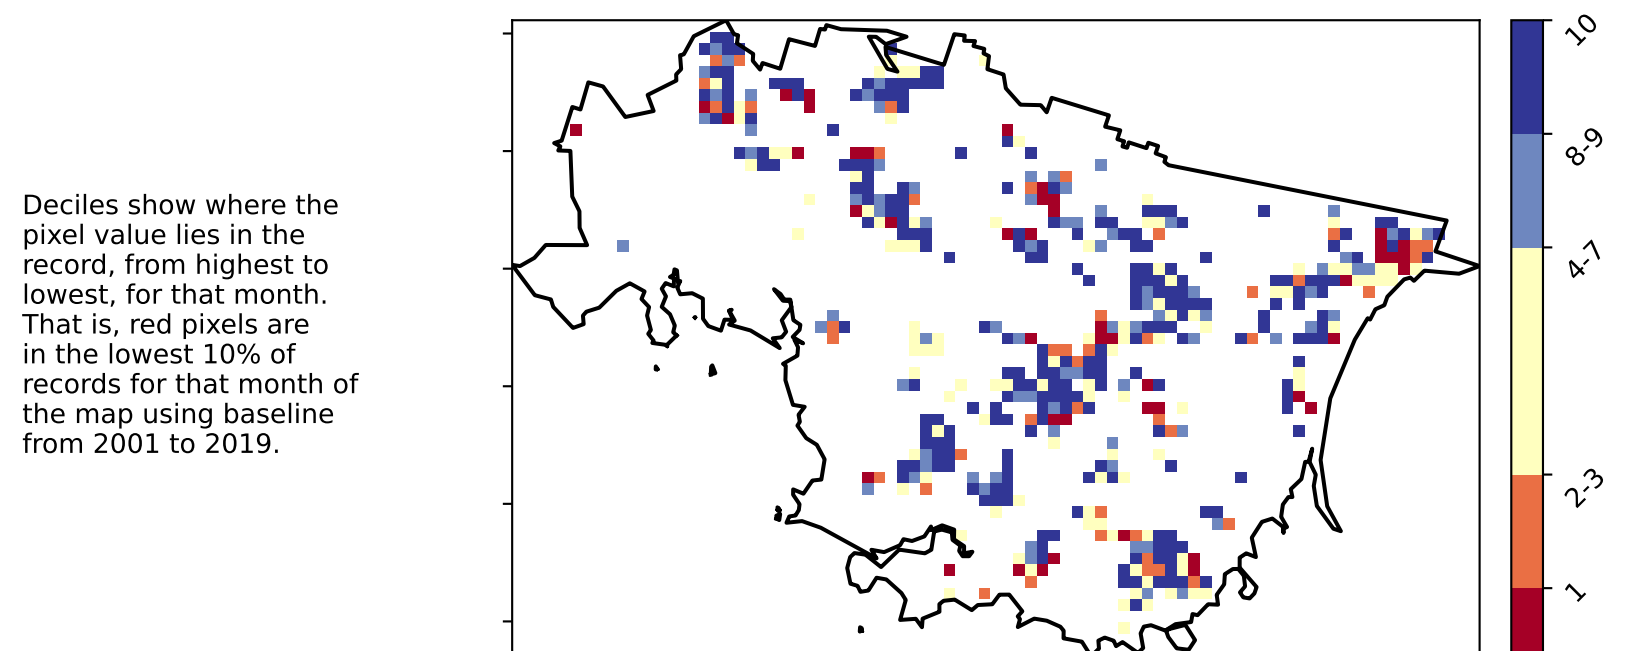 Deciles show where the
pixel value lies in the
record, from highest to
lowest, for that month.
That is, red pixels are
in the lowest 10% of
records for that month of
the map using baseline
from 2001 to 2019.
10
8-9
4-7
2-3
1